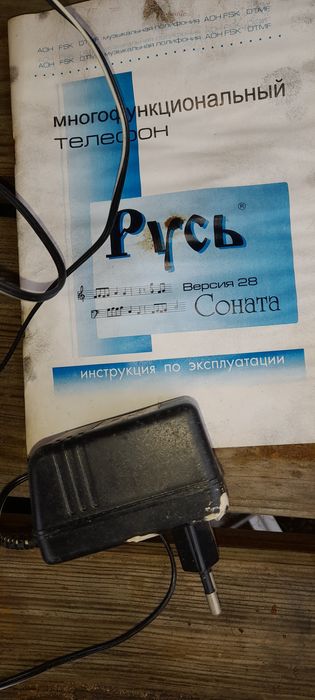 АОН FSK DTMF музыкальная полифония АОН FSK DTMF
АОН FSK DTMF музыкальная полифония АОН FSK DTMF
многофункциональный
телефон
Русь®
Версия 28
Соната
инструкция по эксплуатации